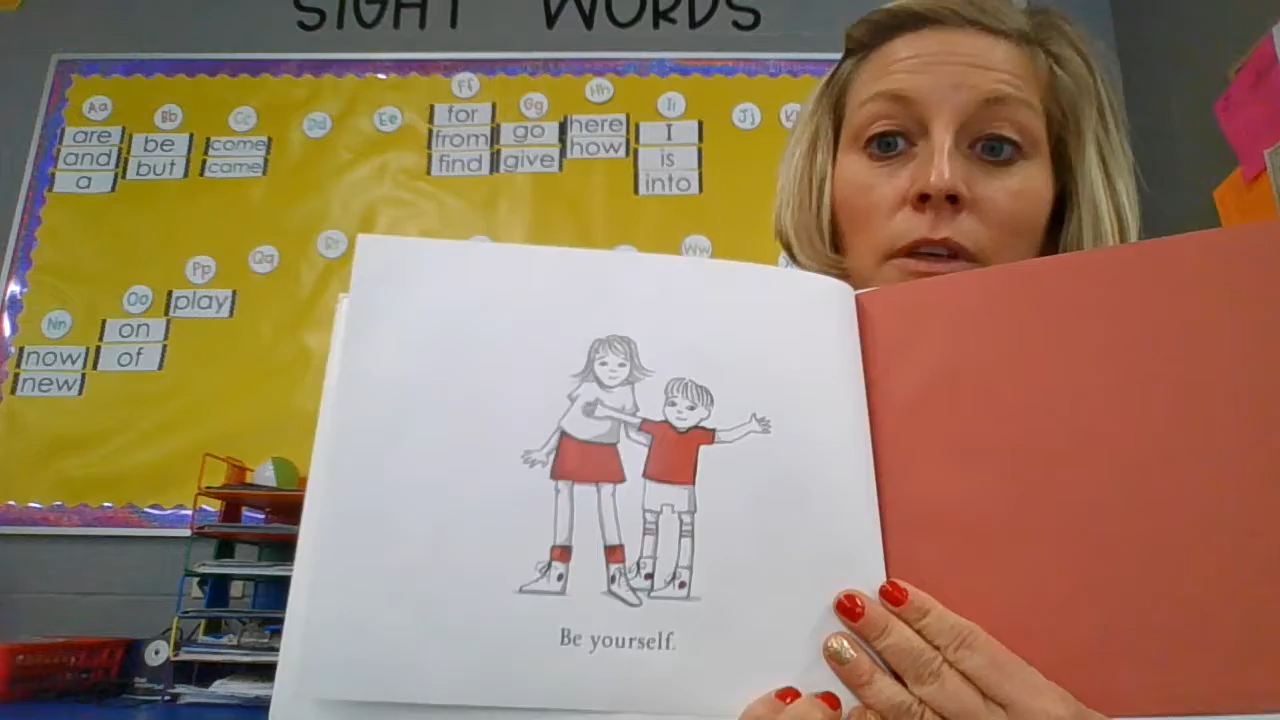 SIGHT WORDS
Aa
are
and
a
Bb
be
but
Cc
come
came
Dd
Ee
Ff
for
from
find
Gg
go
give
Hh
here
how
Ii
I
is
into
Jj
Nn
now
new
Oo
on
of
Pp
play
Qq
Rr
Ww
Be yourself.